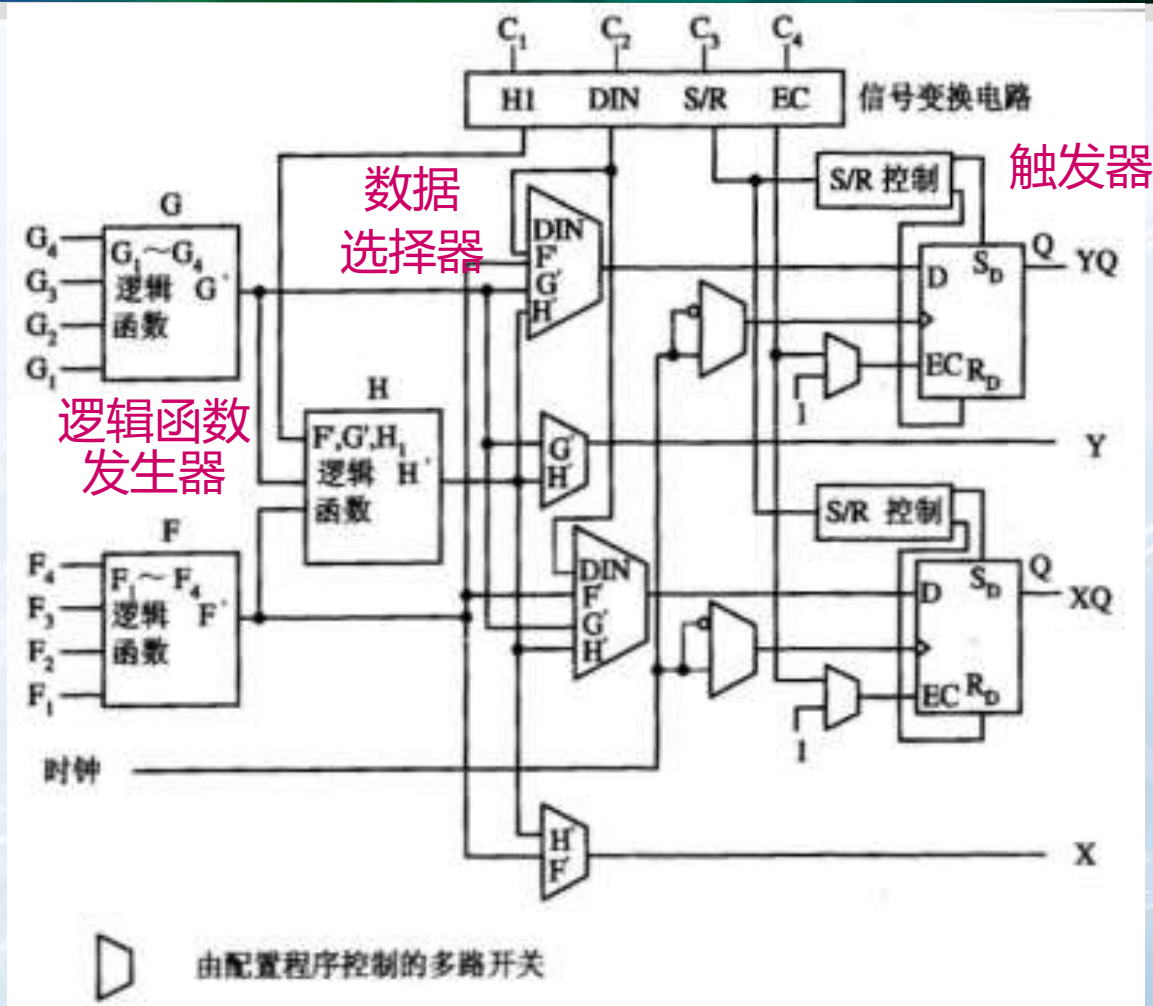 C₁ C₂ C₃ C₄
H1 DIN S/R EC 信号变换电路
数据
选择器
触发器
S/R 控制
G
G₄
G₃
G₂
G₁
G₁～G₄
逻辑 G'
函数
DIN
F'
G'
H'
D S_D Q YQ
EC R_D
1
逻辑函数
发生器
H
F',G',H₁
逻辑 H'
函数
G'
H'
Y
S/R 控制
F
F₄
F₃
F₂
F₁
F₁～F₄
逻辑 F'
函数
DIN
F'
G'
H'
D S_D Q XQ
EC R_D
1
时钟
H'
F'
X
由配置程序控制的多路开关